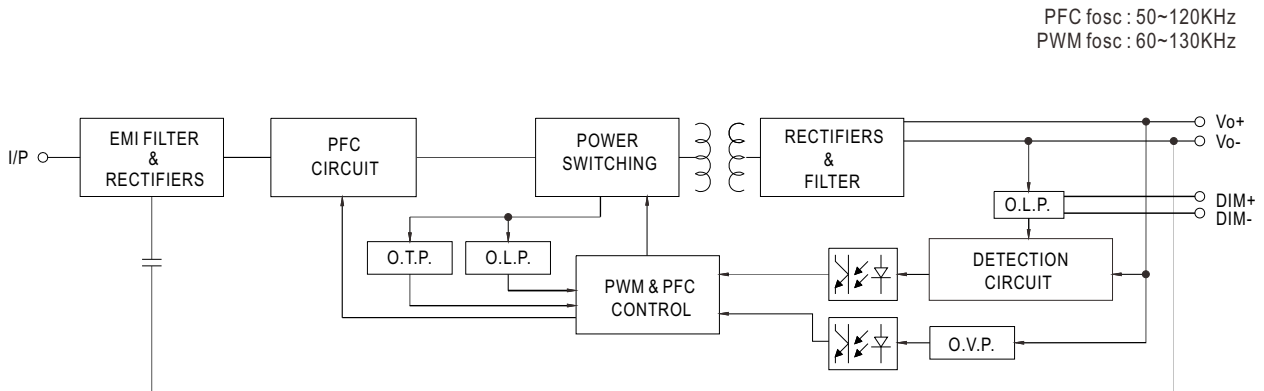 PFC fosc : 50~120KHz
PWM fosc : 60~130KHz
I/P
EMI FILTER
&
RECTIFIERS
PFC
CIRCUIT
POWER
SWITCHING
RECTIFIERS
&
FILTER
Vo+
Vo-
DIM+
DIM-
O.L.P.
O.T.P.
O.L.P.
PWM & PFC
CONTROL
DETECTION
CIRCUIT
O.V.P.